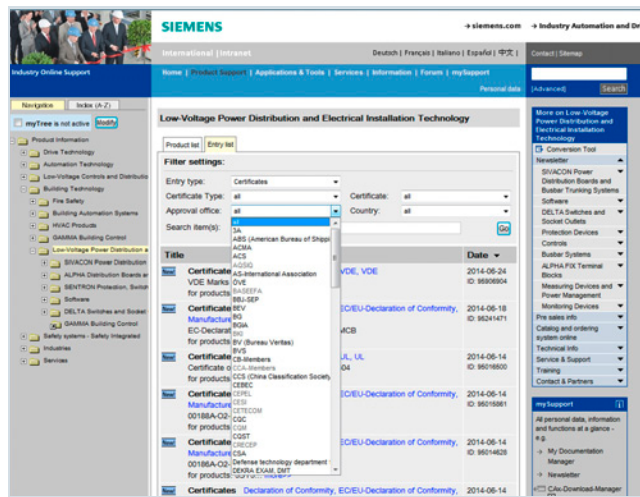 SIEMENS
→ siemens.com
→ Industry Automation and Dr
International | Intranet
Deutsch | Français | Italiano | Español | 中文 |
Contact | Sitemap
Industry Online Support
Home | Product Support | Applications & Tools | Services | Information | Forum | mySupport
Personal data
[Advanced]
Search
Navigation
Index (A-Z)
myTree is not active
Modify
Product Information
Drive Technology
Automation Technology
Low-Voltage Controls and Distributio
Building Technology
Fire Safety
Building Automation Systems
HVAC Products
GAMMA Building Control
Low-Voltage Power Distribution a
SIVACON Power Distribution
ALPHA Distribution Boards an
SENTRON Protection, Switch
Software
DELTA Switches and Socket
GAMMA Building Control
Safety systems - Safety Integrated
Industries
Services
Low-Voltage Power Distribution and Electrical Installation Technology
Product list
Entry list
Filter settings:
Entry type:
Certificates
Certificate Type:
all
Certificate:
all
Approval office:
all
Country:
all
Search item(s):
Go
all
3A
ABS (American Bureau of Shippi
ACMA
ACS
AQSIQ
AS-International Association
ÖVE
BASEEFA
BBJ-SEP
BEV
BG
BGIA
BIG
BV (Bureau Veritas)
BVS
CB-Members
CCA-Members
CCS (China Classification Society
CEBEC
CEPEL
CESI
CETECOM
CGC
CQM
CQST
CRECEP
CSA
Defense technology department
DEKRA EXAM, DMT
Title
Date
New
Certificate
VDE, VDE
2014-06-24
VDE Marks
ID: 96906904
for products
New
Certificate
EC/EU-Declaration of Conformity,
2014-06-18
Manufacture
ID: 96241471
EC-Declarat
MCB
for products
New
Certificate
UL, UL
2014-06-14
Certificate o
04
ID: 95016500
for products
New
Certificate
EC/EU-Declaration of Conformity,
2014-06-14
Manufacture
ID: 95015861
00188A-O2-
for products
New
Certificate
EC/EU-Declaration of Conformity,
2014-06-14
Manufacture
ID: 95014628
00186A-O2-
for products:
New
Certificates
Declaration of Conformity, EC/EU-Declaration of Conformity,
2014-06-14
More on Low-Voltage
Power Distribution and
Electrical Installation
Technology
Conversion Tool
Newsletter
SIVACON Power
Distribution Boards and
Busbar Trunking Systems
Software
DELTA Switches and
Socket Outlets
Protection Devices
Controls
Busbar Systems
ALPHA FIX Terminal
Blocks
Measuring Devices and
Power Management
Monitoring Devices
Pre sales info
Catalog and ordering
system online
Technical Info
Service & Support
Training
Contact & Partners
mySupport
All personal data, information
and functions at a glance -
e.g.
→ My Documentation
Manager
→ Newsletter
CAx-Download-Manager